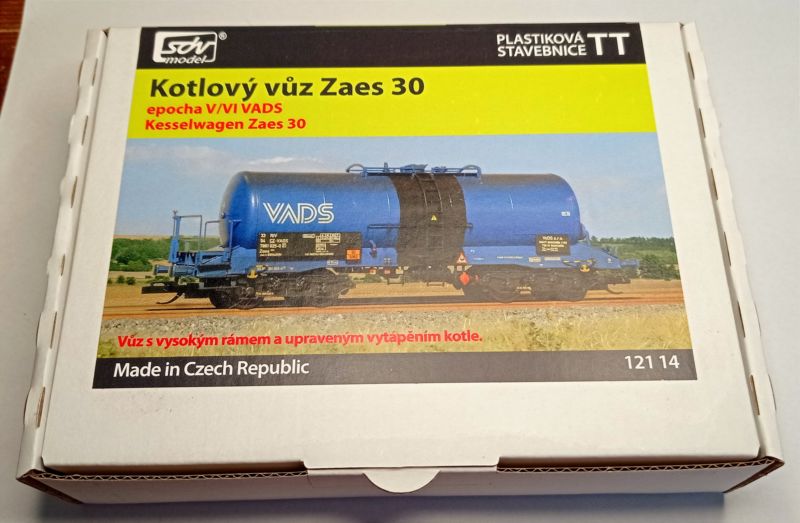 sdv ®
model
PLASTIKOVÁ
STAVEBNICE TT
Kotlový vůz Zaes 30
epocha V/VI VADS
Kesselwagen Zaes 30
VADS
Vůz s vysokým rámem a upraveným vytápěním kotle.
Made in Czech Republic
121 14